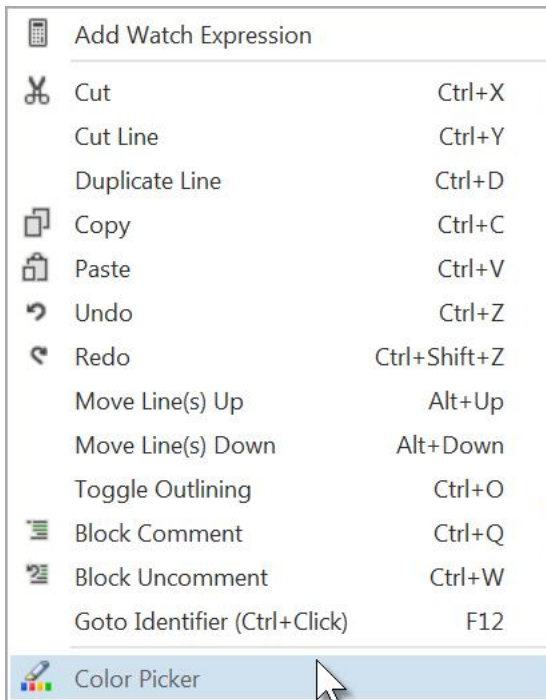 Add Watch Expression
Cut Ctrl+X
Cut Line Ctrl+Y
Duplicate Line Ctrl+D
Copy Ctrl+C
Paste Ctrl+V
Undo Ctrl+Z
Redo Ctrl+Shift+Z
Move Line(s) Up Alt+Up
Move Line(s) Down Alt+Down
Toggle Outlining Ctrl+O
Block Comment Ctrl+Q
Block Uncomment Ctrl+W
Goto Identifier (Ctrl+Click) F12
Color Picker